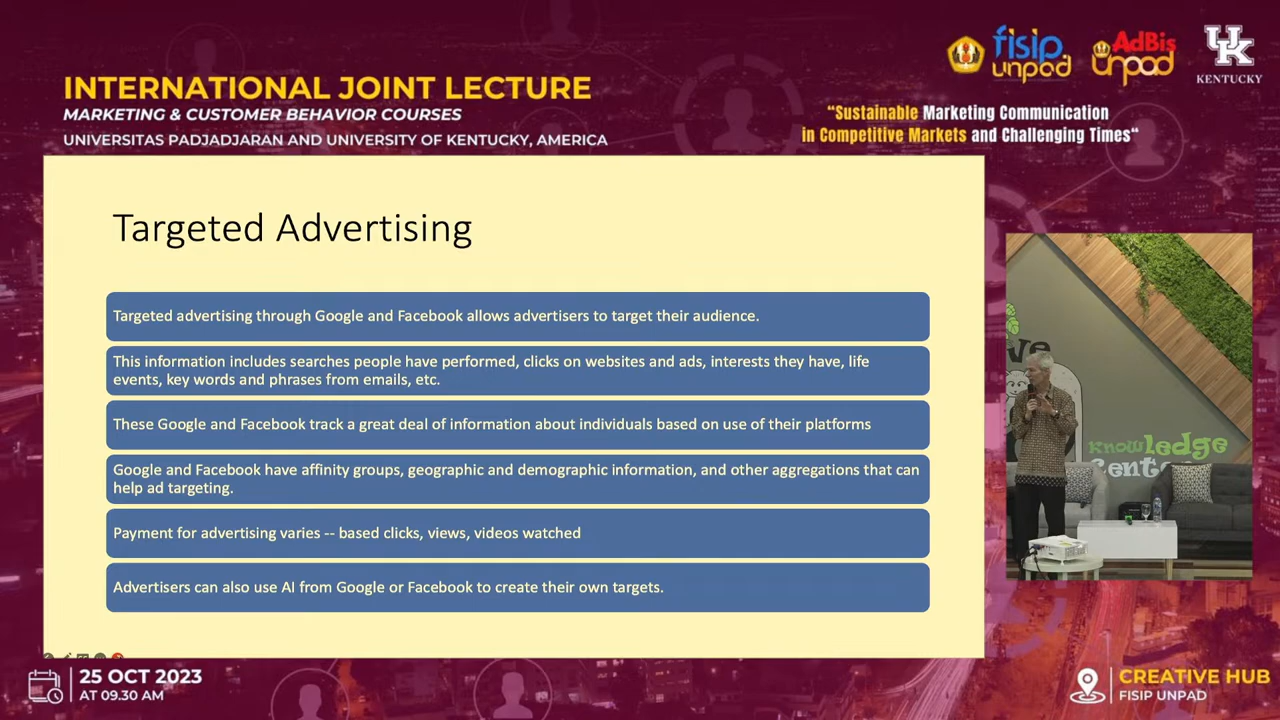 INTERNATIONAL JOINT LECTURE
MARKETING & CUSTOMER BEHAVIOR COURSES
UNIVERSITAS PADJADJARAN AND UNIVERSITY OF KENTUCKY, AMERICA
fisip
unpad
AdBis
unpad
UK
KENTUCKY
“Sustainable Marketing Communication
in Competitive Markets and Challenging Times“
Targeted Advertising
Targeted advertising through Google and Facebook allows advertisers to target their audience.
This information includes searches people have performed, clicks on websites and ads, interests they have, life
events, key words and phrases from emails, etc.
These Google and Facebook track a great deal of information about individuals based on use of their platforms
Google and Facebook have affinity groups, geographic and demographic information, and other aggregations that can
help ad targeting.
Payment for advertising varies -- based clicks, views, videos watched
Advertisers can also use AI from Google or Facebook to create their own targets.
Knowledge
25 OCT 2023
AT 09.30 AM
CREATIVE HUB
FISIP UNPAD